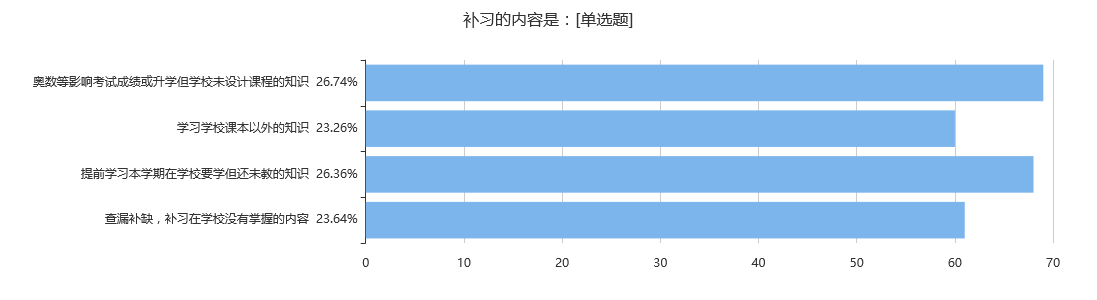 补习的内容是：[单选题]
奥数等影响考试成绩或升学但学校未设计课程的知识 26.74%
学习学校课本以外的知识 23.26%
提前学习本学期在学校要学但还未教的知识 26.36%
查漏补缺，补习在学校没有掌握的内容 23.64%
0 10 20 30 40 50 60 70